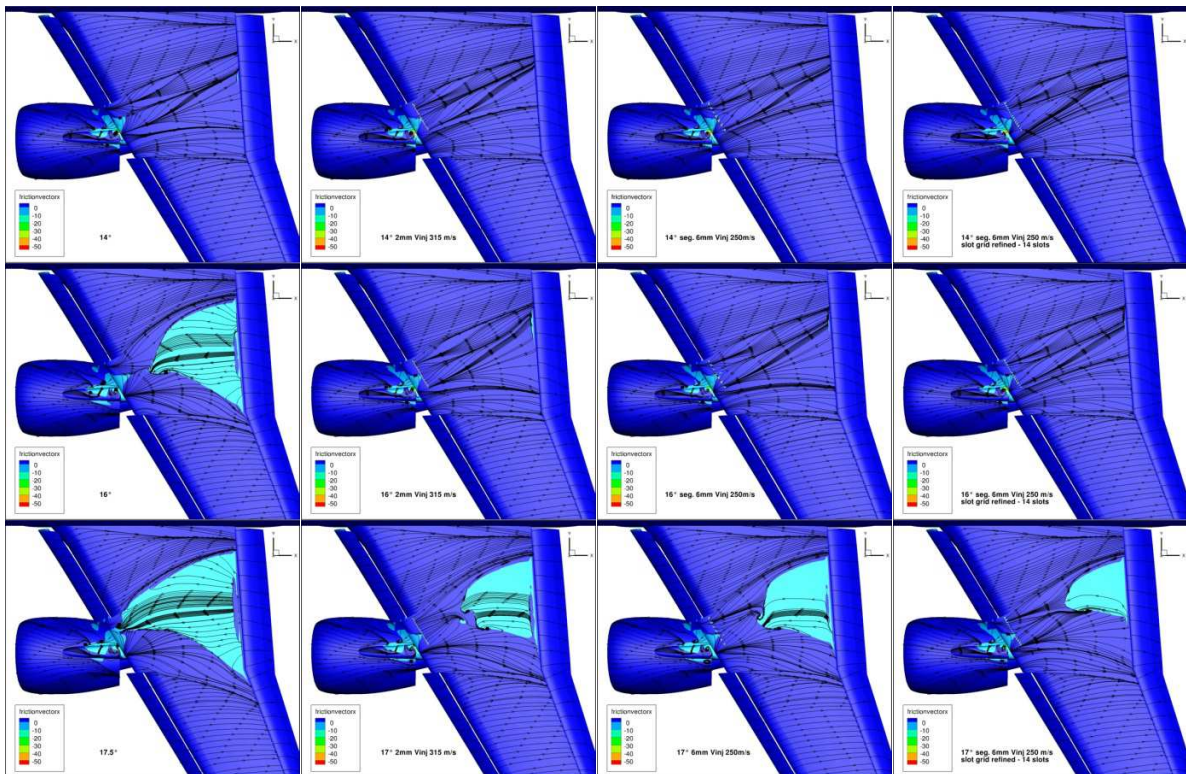 frictionvectorx
0
-10
-20
-30
-40
-50
14°
x
frictionvectorx
0
-10
-20
-30
-40
-50
14° 2mm Vinj 315 m/s
x
frictionvectorx
0
-10
-20
-30
-40
-50
14° seg. 6mm Vinj 250m/s
x
frictionvectorx
0
-10
-20
-30
-40
-50
14° seg. 6mm Vinj 250 m/s
slot grid refined - 14 slots
x
frictionvectorx
0
-10
-20
-30
-40
-50
16°
x
frictionvectorx
0
-10
-20
-30
-40
-50
16° 2mm Vinj 315 m/s
x
frictionvectorx
0
-10
-20
-30
-40
-50
16° seg. 6mm Vinj 250m/s
x
frictionvectorx
0
-10
-20
-30
-40
-50
16° seg. 6mm Vinj 250 m/s
slot grid refined - 14 slots
x
frictionvectorx
0
-10
-20
-30
-40
-50
17.5°
x
frictionvectorx
0
-10
-20
-30
-40
-50
17° 2mm Vinj 315 m/s
x
frictionvectorx
0
-10
-20
-30
-40
-50
17° 6mm Vinj 250m/s
x
frictionvectorx
0
-10
-20
-30
-40
-50
17° seg. 6mm Vinj 250 m/s
slot grid refined - 14 slots
x